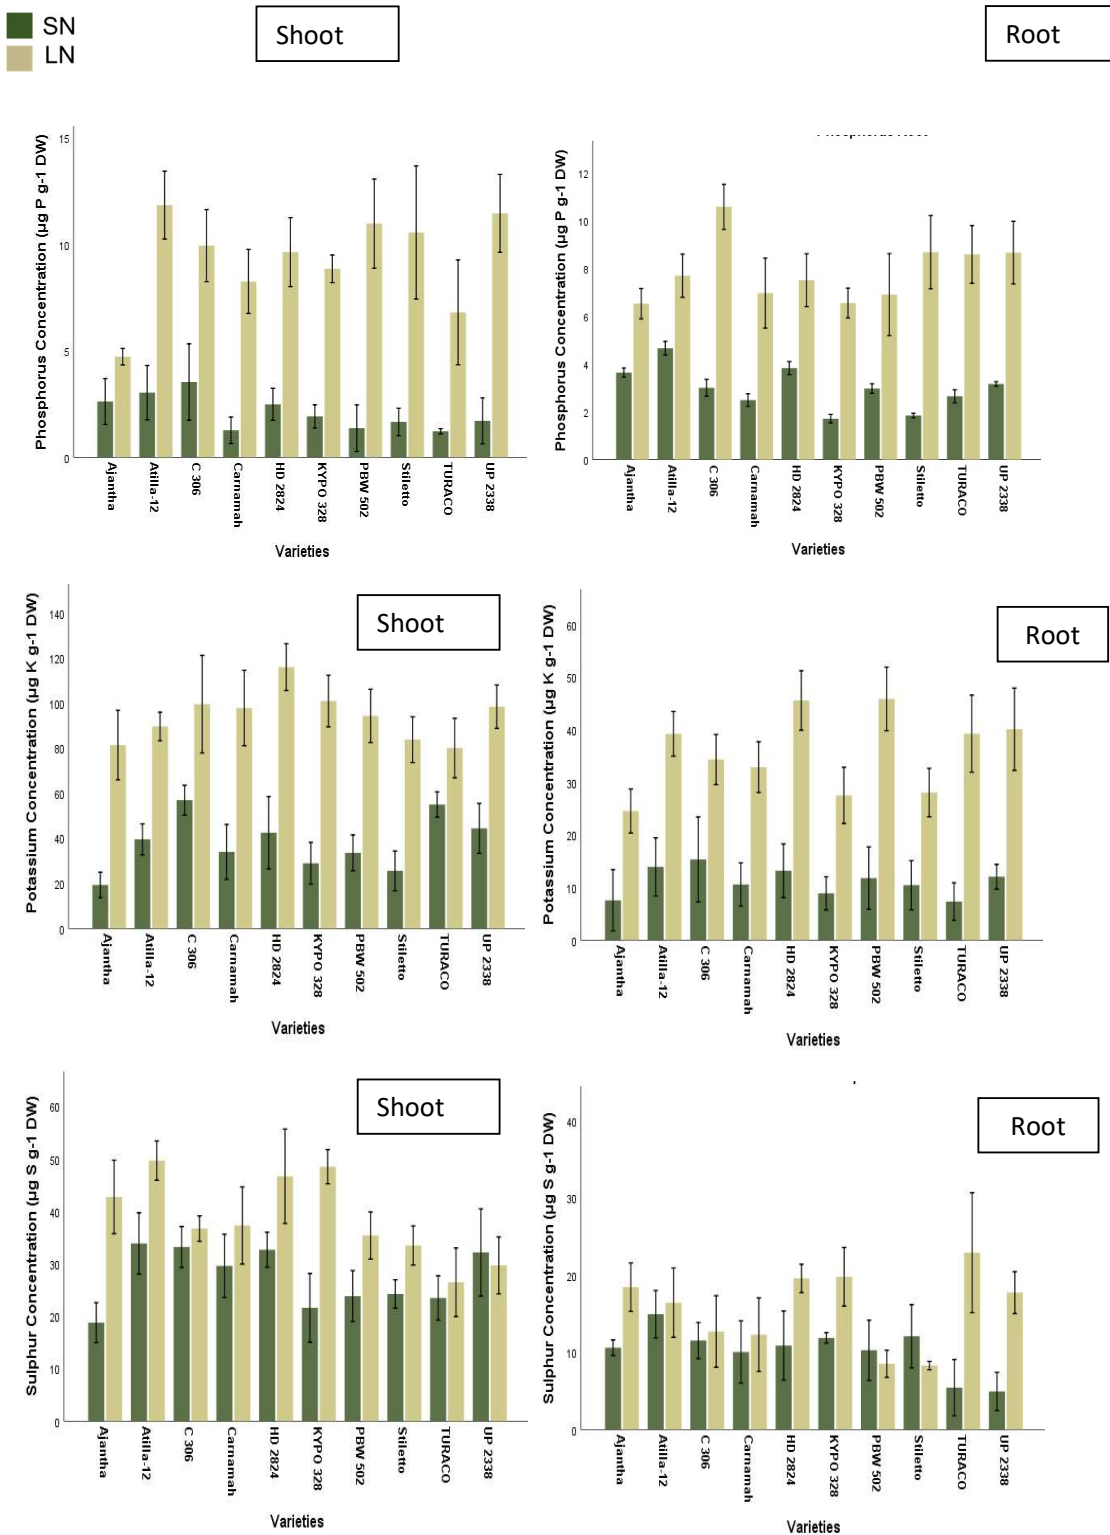 SN
LN
Shoot
Root
Phosphorus Concentration (µg P g-1 DW)
15
10
5
0
Ajantha
Atilla-12
C 306
Carnamah
HD 2824
KYPO 328
PBW 502
Stiletto
TURACO
UP 2338
Varieties
Phosphorus Concentration (µg P g-1 DW)
12
10
8
6
4
2
0
Ajantha
Atilla-12
C 306
Carnamah
HD 2824
KYPO 328
PBW 502
Stiletto
TURACO
UP 2338
Varieties
Shoot
Potassium Concentration (µg K g-1 DW)
140
120
100
80
60
40
20
0
Ajantha
Atilla-12
C 306
Carnamah
HD 2824
KYPO 328
PBW 502
Stiletto
TURACO
UP 2338
Varieties
Root
Potassium Concentration (µg K g-1 DW)
60
50
40
30
20
10
0
Ajantha
Atilla-12
C 306
Carnamah
HD 2824
KYPO 328
PBW 502
Stiletto
TURACO
UP 2338
Varieties
Shoot
Sulphur Concentration (µg S g-1 DW)
60
50
40
30
20
10
0
Ajantha
Atilla-12
C 306
Carnamah
HD 2824
KYPO 328
PBW 502
Stiletto
TURACO
UP 2338
Varieties
Root
Sulphur Concentration (µg S g-1 DW)
40
30
20
10
0
Ajantha
Atilla-12
C 306
Carnamah
HD 2824
KYPO 328
PBW 502
Stiletto
TURACO
UP 2338
Varieties